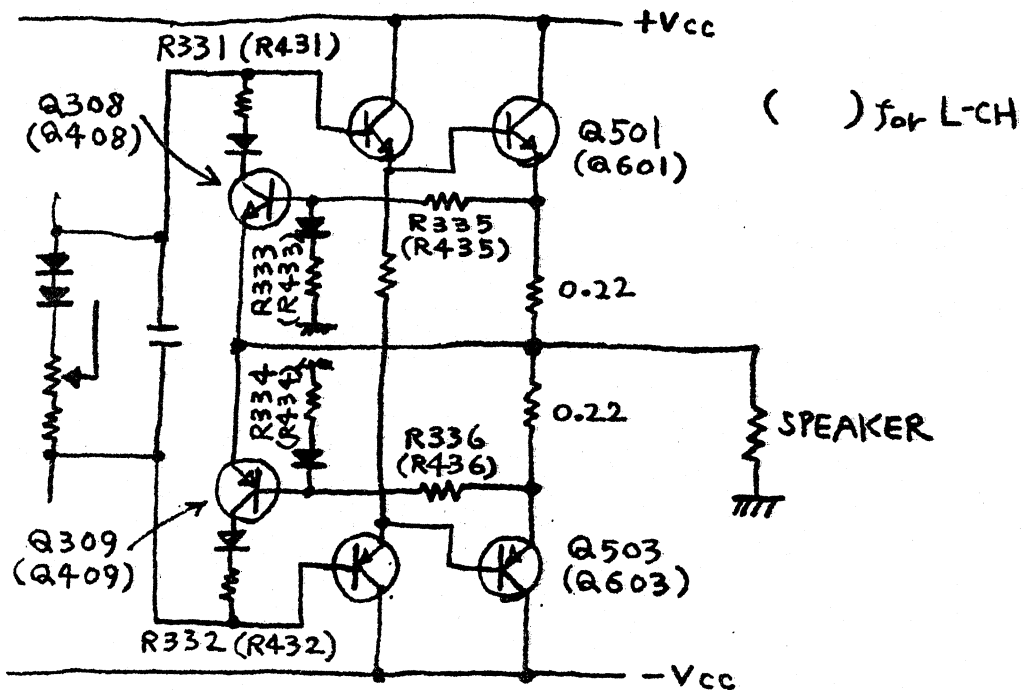 +Vcc
R331 (R431)
Q308
(Q408)
Q501
(Q601)
( ) for L-CH
R335
(R435)
R333
(R433)
0.22
R334
(R434)
0.22
R336
(R436)
SPEAKER
Q309
(Q409)
Q503
(Q603)
R332 (R432)
-Vcc